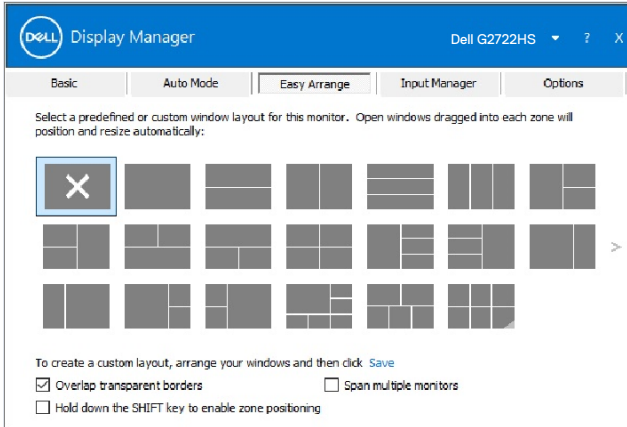 DELL Display Manager Dell G2722HS ? X
Basic Auto Mode Easy Arrange Input Manager Options
Select a predefined or custom window layout for this monitor. Open windows dragged into each zone will
position and resize automatically:
>
To create a custom layout, arrange your windows and then click Save
Overlap transparent borders Span multiple monitors
Hold down the SHIFT key to enable zone positioning